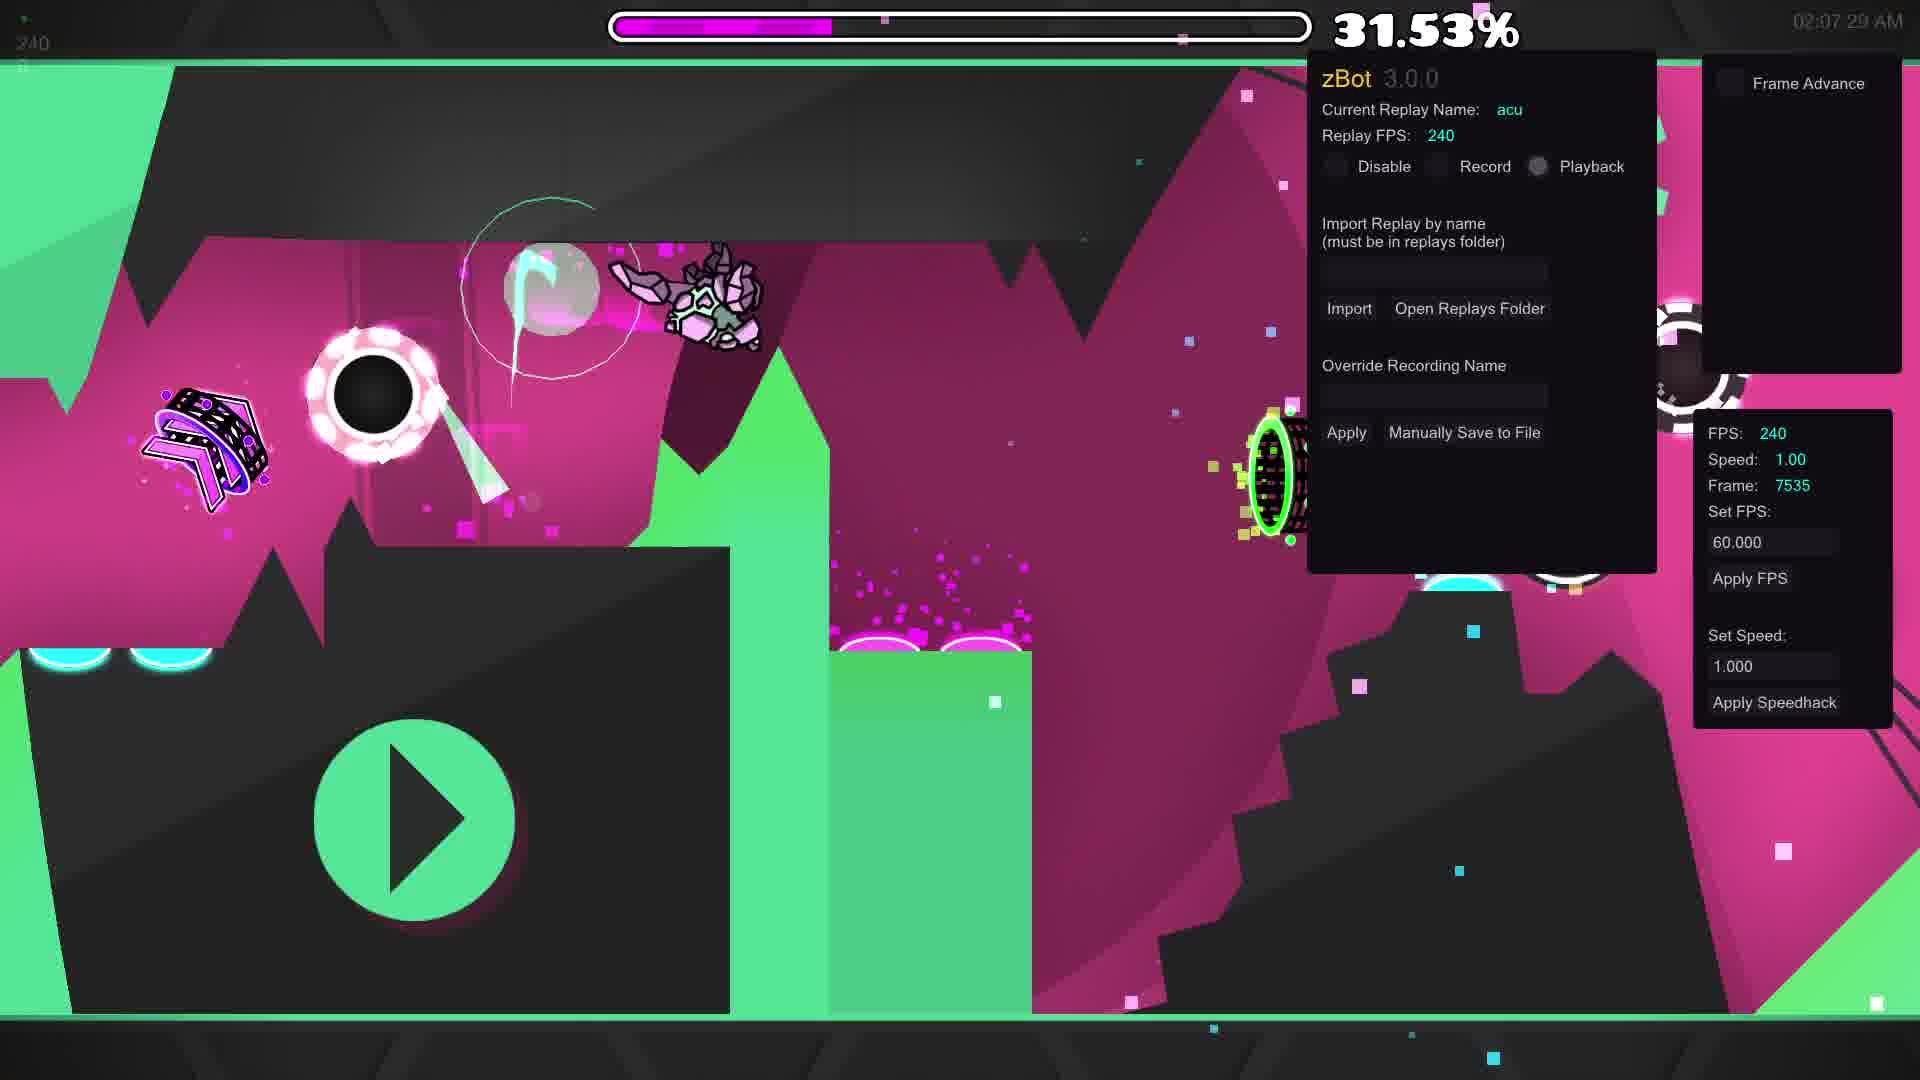 240
31.53%
02:07:29 AM
zBot 3.0.0
Current Replay Name: acu
Replay FPS: 240
Disable Record Playback
Import Replay by name
(must be in replays folder)
Import Open Replays Folder
Override Recording Name
Apply Manually Save to File
Frame Advance
FPS: 240
Speed: 1.00
Frame: 7535
Set FPS:
60.000
Apply FPS
Set Speed:
1.000
Apply Speedhack